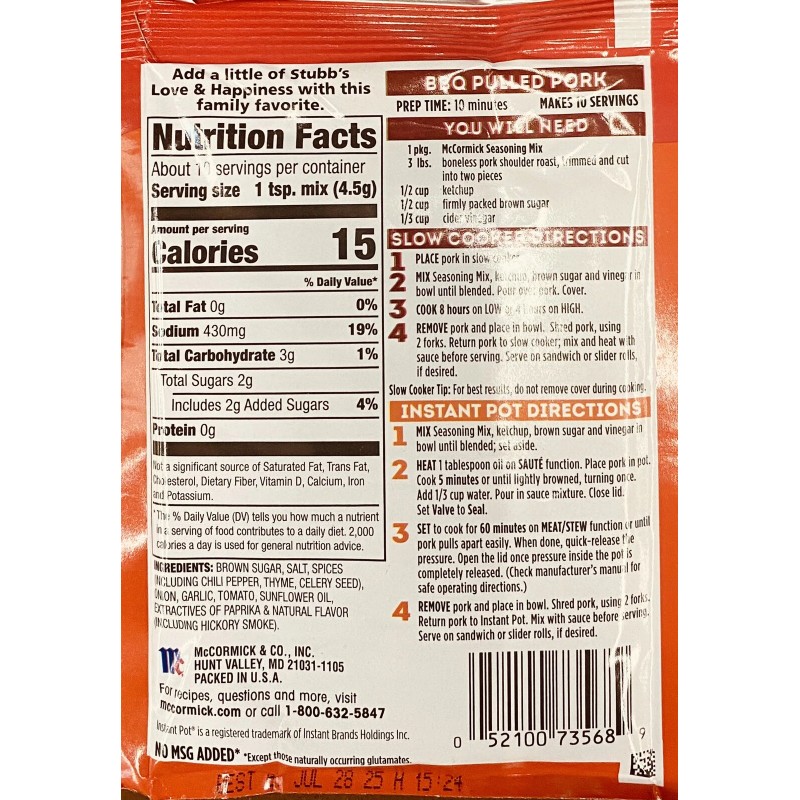 Add a little of Stubb's
Love & Happiness with this
family favorite.
Nutrition Facts
About 10 servings per container
Serving size 1 tsp. mix (4.5g)
Amount per serving
Calories 15
% Daily Value*
Total Fat 0g 0%
Sodium 430mg 19%
Total Carbohydrate 3g 1%
Total Sugars 2g
Includes 2g Added Sugars 4%
Protein 0g
Not a significant source of Saturated Fat, Trans Fat,
Cholesterol, Dietary Fiber, Vitamin D, Calcium, Iron
and Potassium.
*The % Daily Value (DV) tells you how much a nutrient
in a serving of food contributes to a daily diet. 2,000
calories a day is used for general nutrition advice.
INGREDIENTS: BROWN SUGAR, SALT, SPICES
(INCLUDING CHILI PEPPER, THYME, CELERY SEED),
ONION, GARLIC, TOMATO, SUNFLOWER OIL,
EXTRACTIVES OF PAPRIKA & NATURAL FLAVOR
(INCLUDING HICKORY SMOKE).
Mc McCORMICK & CO., INC.
HUNT VALLEY, MD 21031-1105
PACKED IN U.S.A.
For recipes, questions and more, visit
mccormick.com or call 1-800-632-5847
Instant Pot® is a registered trademark of Instant Brands Holdings Inc.
NO MSG ADDED* *Except those naturally occurring glutamates.
BEST JUL 28 25 H 15:24
BBQ PULLED PORK
PREP TIME: 10 minutes MAKES 10 SERVINGS
YOU WILL NEED
1 pkg. McCormick Seasoning Mix
3 lbs. boneless pork shoulder roast, trimmed and cut
into two pieces
1/2 cup ketchup
1/2 cup firmly packed brown sugar
1/3 cup cider vinegar
SLOW COOKER DIRECTIONS
1 PLACE pork in slow cooker.
2 MIX Seasoning Mix, ketchup, brown sugar and vinegar in
bowl until blended. Pour over pork. Cover.
3 COOK 8 hours on LOW or 4 hours on HIGH.
4 REMOVE pork and place in bowl. Shred pork, using
2 forks. Return pork to slow cooker; mix and heat with
sauce before serving. Serve on sandwich or slider rolls,
if desired.
Slow Cooker Tip: For best results, do not remove cover during cooking.
INSTANT POT DIRECTIONS
1 MIX Seasoning Mix, ketchup, brown sugar and vinegar in
bowl until blended; set aside.
2 HEAT 1 tablespoon oil on SAUTÉ function. Place pork in pot.
Cook 5 minutes or until lightly browned, turning once.
Add 1/3 cup water. Pour in sauce mixture. Close lid.
Set Valve to Seal.
3 SET to cook for 60 minutes on MEAT/STEW function or until
pork pulls apart easily. When done, quick-release the
pressure. Open the lid once pressure inside the pot is
completely released. (Check manufacturer's manual for
safe operating directions.)
4 REMOVE pork and place in bowl. Shred pork, using 2 forks.
Return pork to Instant Pot. Mix with sauce before serving.
Serve on sandwich or slider rolls, if desired.
0 52100 73568 9